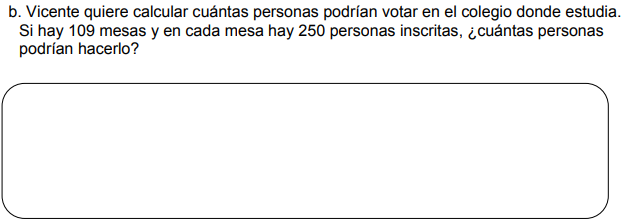 b. Vicente quiere calcular cuántas personas podrían votar en el colegio donde estudia.
Si hay 109 mesas y en cada mesa hay 250 personas inscritas, ¿cuántas personas
podrían hacerlo?